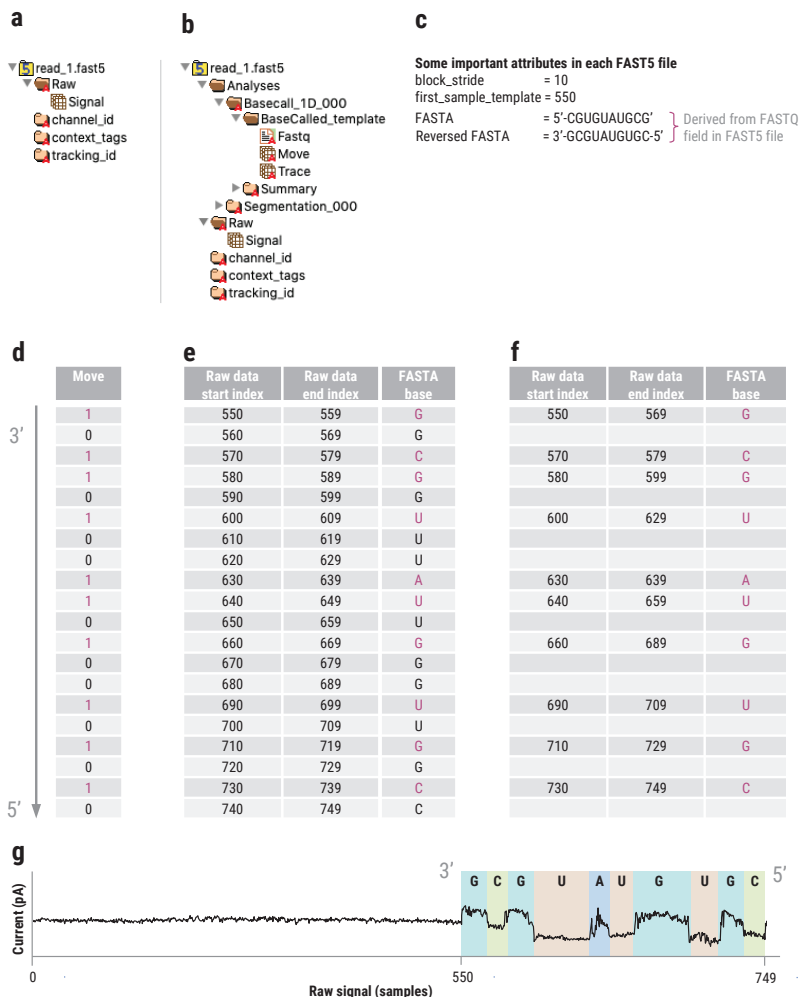 a
read_1.fast5
Raw
Signal
channel_id
context_tags
tracking_id
b
read_1.fast5
Analyses
Basecall_1D_000
BaseCalled_template
Fastq
Move
Trace
Summary
Segmentation_000
Raw
Signal
channel_id
context_tags
tracking_id
c
Some important attributes in each FAST5 file
block_stride = 10
first_sample_template = 550
FASTA = 5’-CGUGUAUGCG’ Derived from FASTQ
Reversed FASTA = 3’-GCGUAUGUGC-5’ field in FAST5 file
d
Move
3’
1
0
1
1
0
1
0
0
1
1
0
1
0
0
1
0
1
0
1
0
5’
e
Raw data Raw data FASTA
start index end index base
550 559 G
560 569 G
570 579 C
580 589 G
590 599 G
600 609 U
610 619 U
620 629 U
630 639 A
640 649 U
650 659 U
660 669 G
670 679 G
680 689 G
690 699 U
700 709 U
710 719 G
720 729 G
730 739 C
740 749 C
f
Raw data Raw data FASTA
start index end index base
550 569 G
570 579 C
580 599 G
600 629 U
630 639 A
640 659 U
660 689 G
690 709 U
710 729 G
730 749 C
g
3’ 5’
G C G U A U G U G C
Current (pA)
0 550 749
Raw signal (samples)